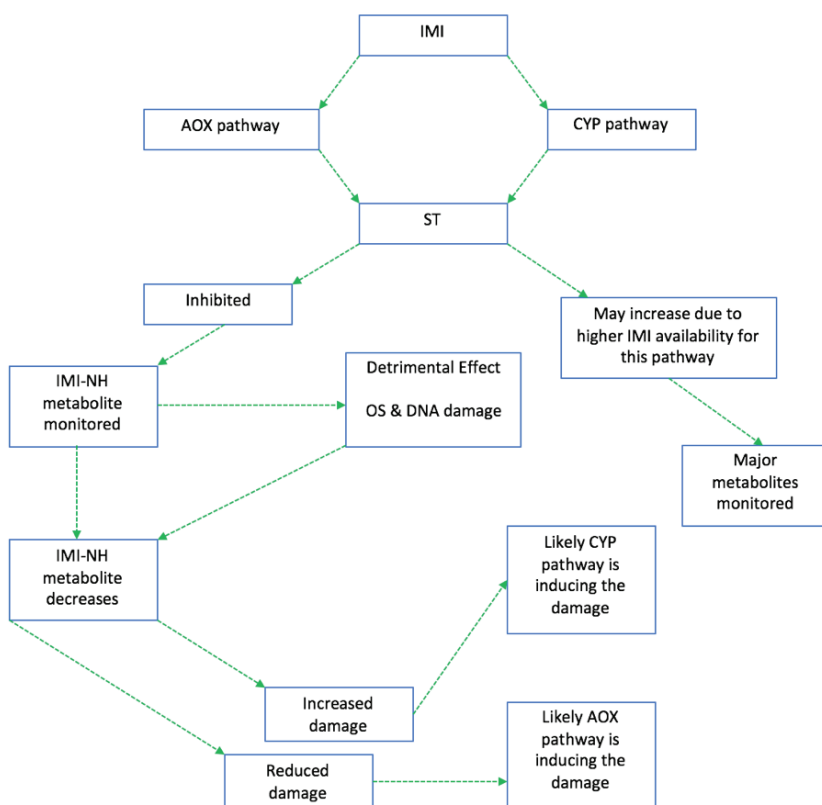 IMI
AOX pathway
CYP pathway
ST
Inhibited
May increase due to
higher IMI availability for
this pathway
IMI-NH
metabolite
monitored
Detrimental Effect
OS & DNA damage
Major
metabolites
monitored
IMI-NH
metabolite
decreases
Likely CYP
pathway is
inducing the
damage
Increased
damage
Likely AOX
pathway is
inducing the
damage
Reduced
damage